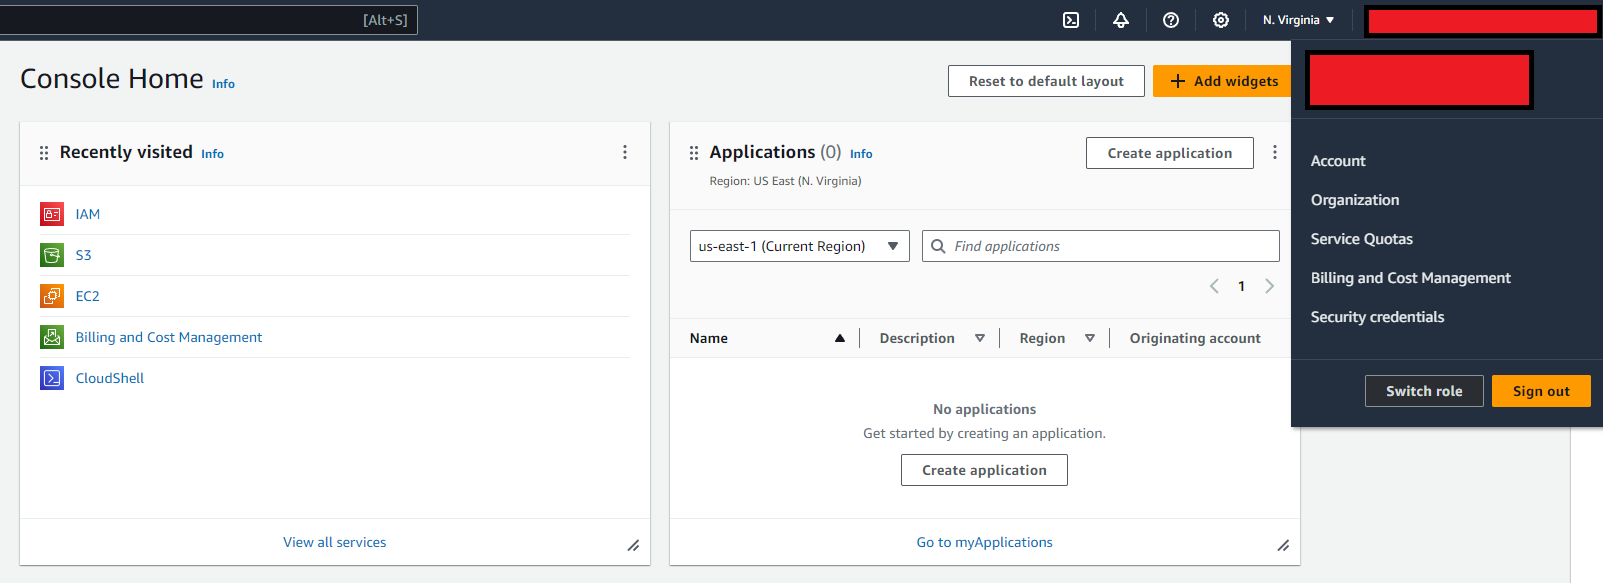 [Alt+S]
N. Virginia
Console Home Info
Reset to default layout
Add widgets
Recently visited Info
IAM
S3
EC2
Billing and Cost Management
CloudShell
View all services
Applications (0) Info
Create application
Region: US East (N. Virginia)
us-east-1 (Current Region)
Find applications
1
Name Description Region Originating account
No applications
Get started by creating an application.
Create application
Go to myApplications
Account
Organization
Service Quotas
Billing and Cost Management
Security credentials
Switch role
Sign out